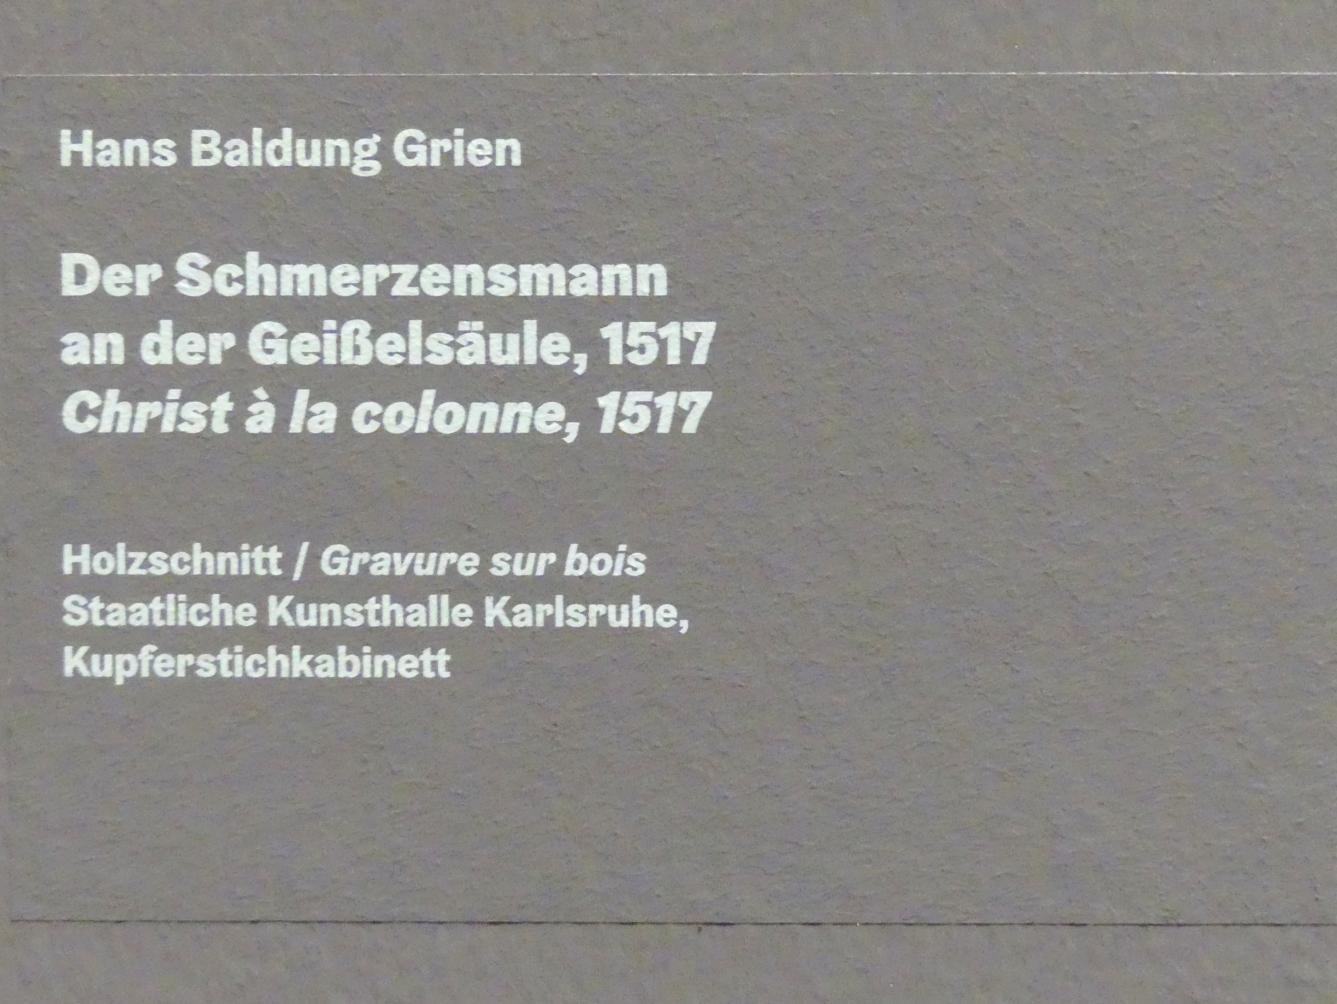 Hans Baldung Grien
Der Schmerzensmann
an der Geißelsäule, 1517
Christ à la colonne, 1517
Holzschnitt / Gravure sur bois
Staatliche Kunsthalle Karlsruhe,
Kupferstichkabinett